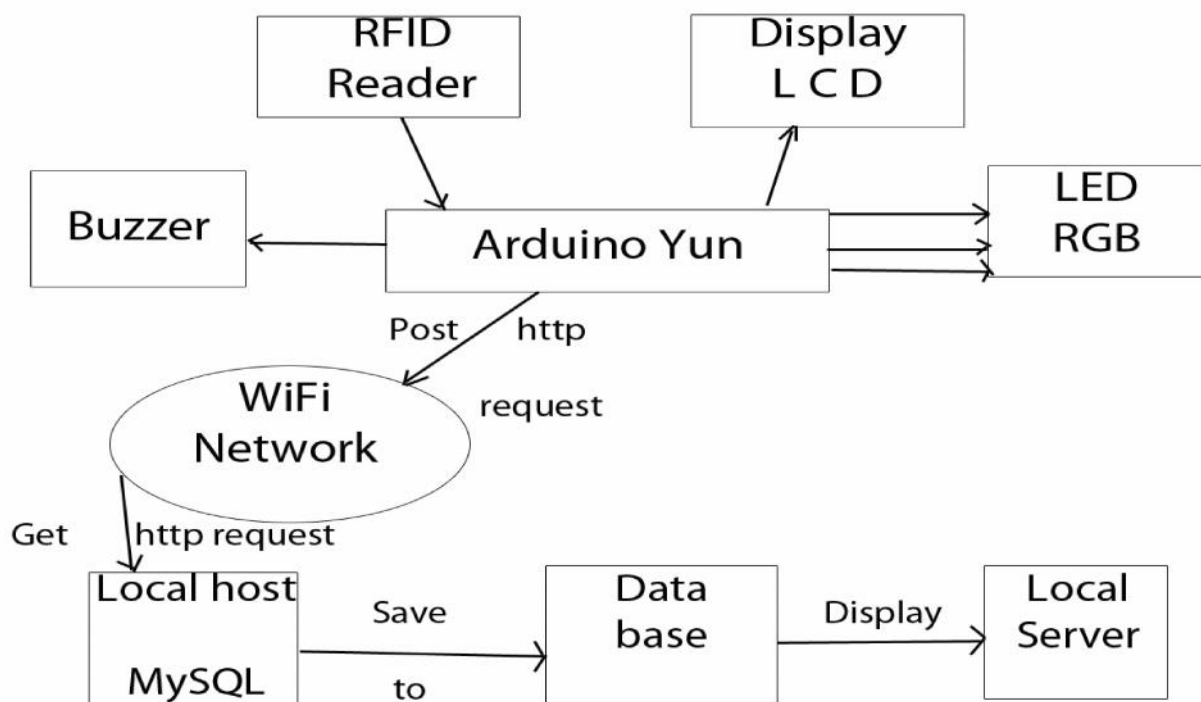 RFID
Reader
Display
L C D
Buzzer
Arduino Yun
LED
RGB
Post http
request
WiFi
Network
Get http request
Local host
MySQL
Save
to
Data
base
Display
Local
Server